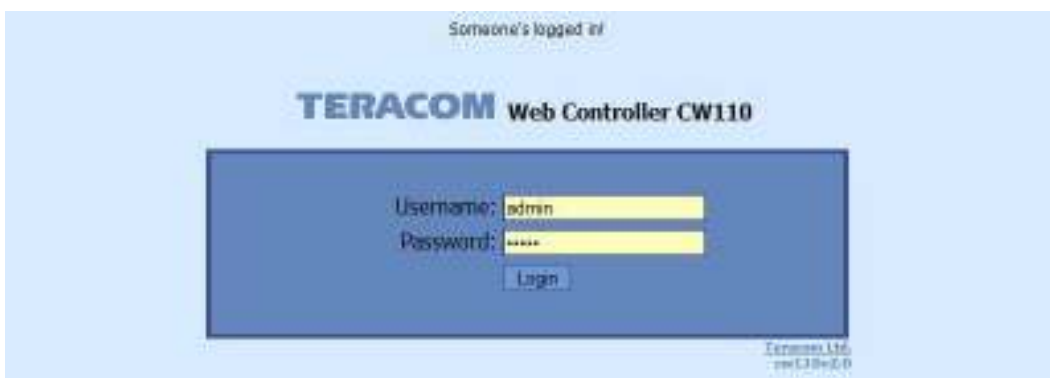 Someone's logged in!
TERACOM Web Controller CW110
Username: admin
Password: •••••
Login
Teracom Ltd.